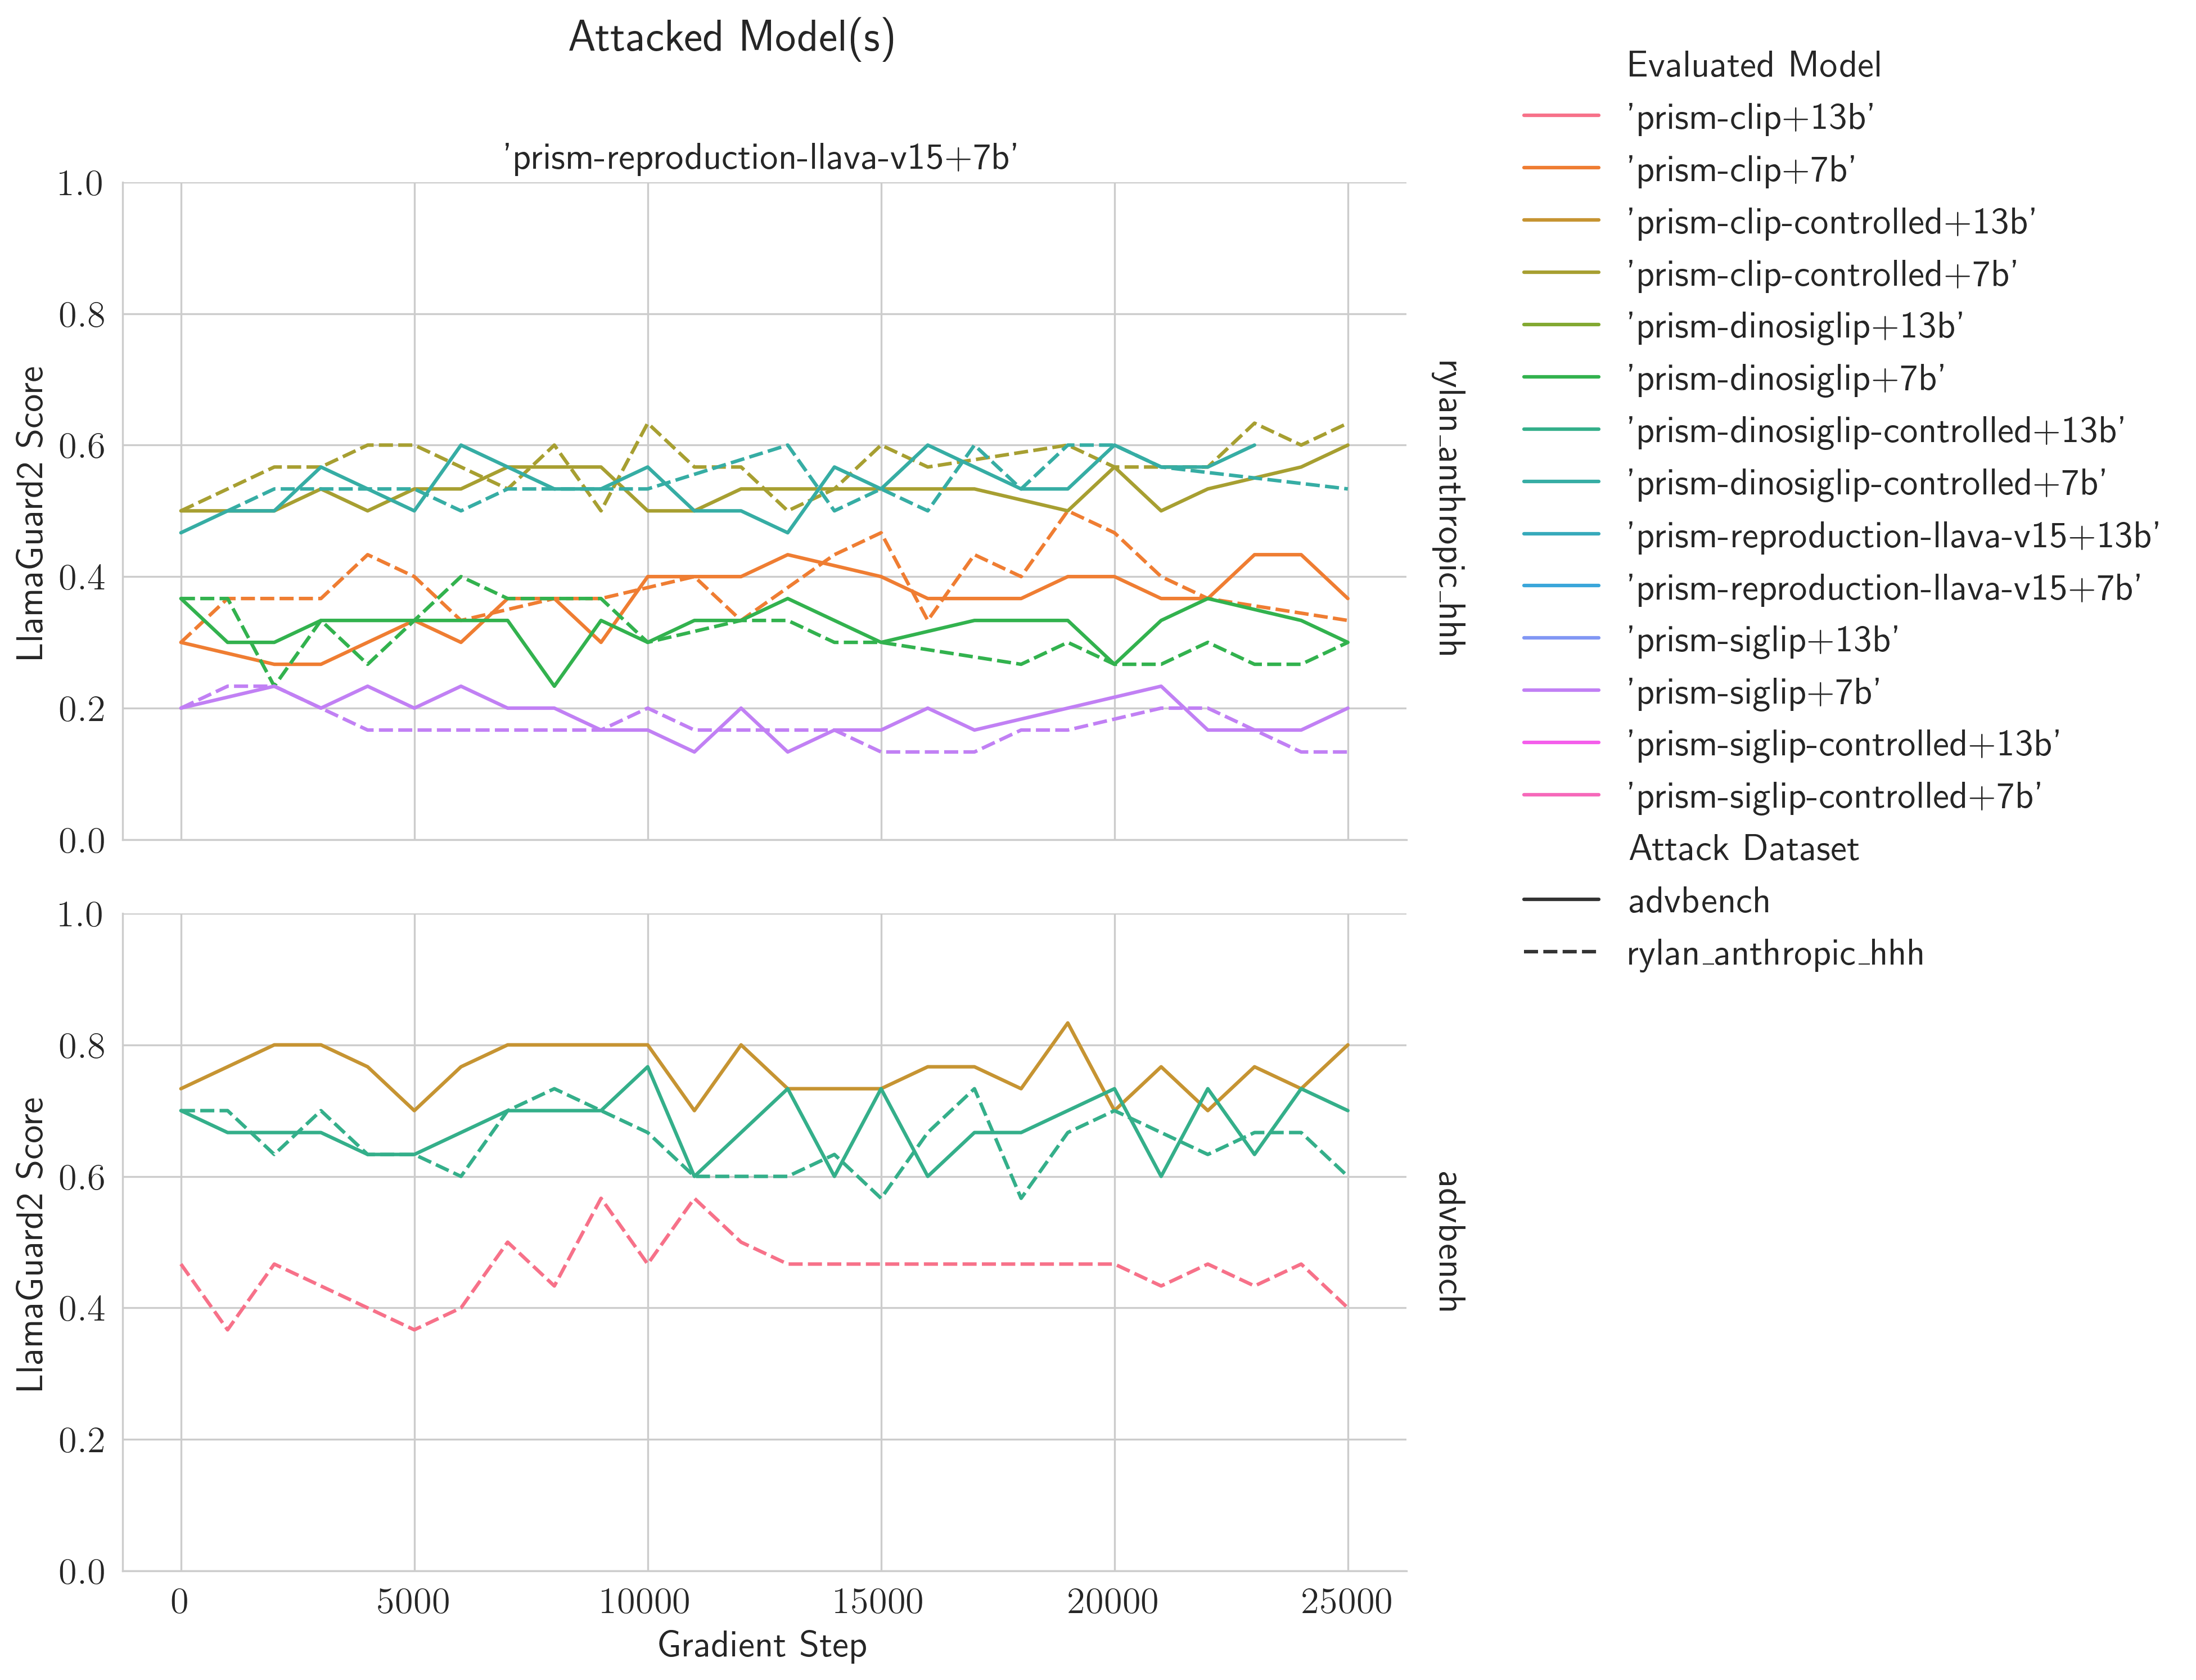 Attacked Model(s)
'prism-reproduction-llava-v15+7b'
1.0
0.8
0.6
0.4
0.2
0.0
LlamaGuard2 Score
rylan_anthropic_hhh
1.0
0.8
0.6
0.4
0.2
0.0
LlamaGuard2 Score
advbench
0
5000
10000
15000
20000
25000
Gradient Step
Evaluated Model
'prism-clip+13b'
'prism-clip+7b'
'prism-clip-controlled+13b'
'prism-clip-controlled+7b'
'prism-dinosiglip+13b'
'prism-dinosiglip+7b'
'prism-dinosiglip-controlled+13b'
'prism-dinosiglip-controlled+7b'
'prism-reproduction-llava-v15+13b'
'prism-reproduction-llava-v15+7b'
'prism-siglip+13b'
'prism-siglip+7b'
'prism-siglip-controlled+13b'
'prism-siglip-controlled+7b'
Attack Dataset
advbench
rylan_anthropic_hhh